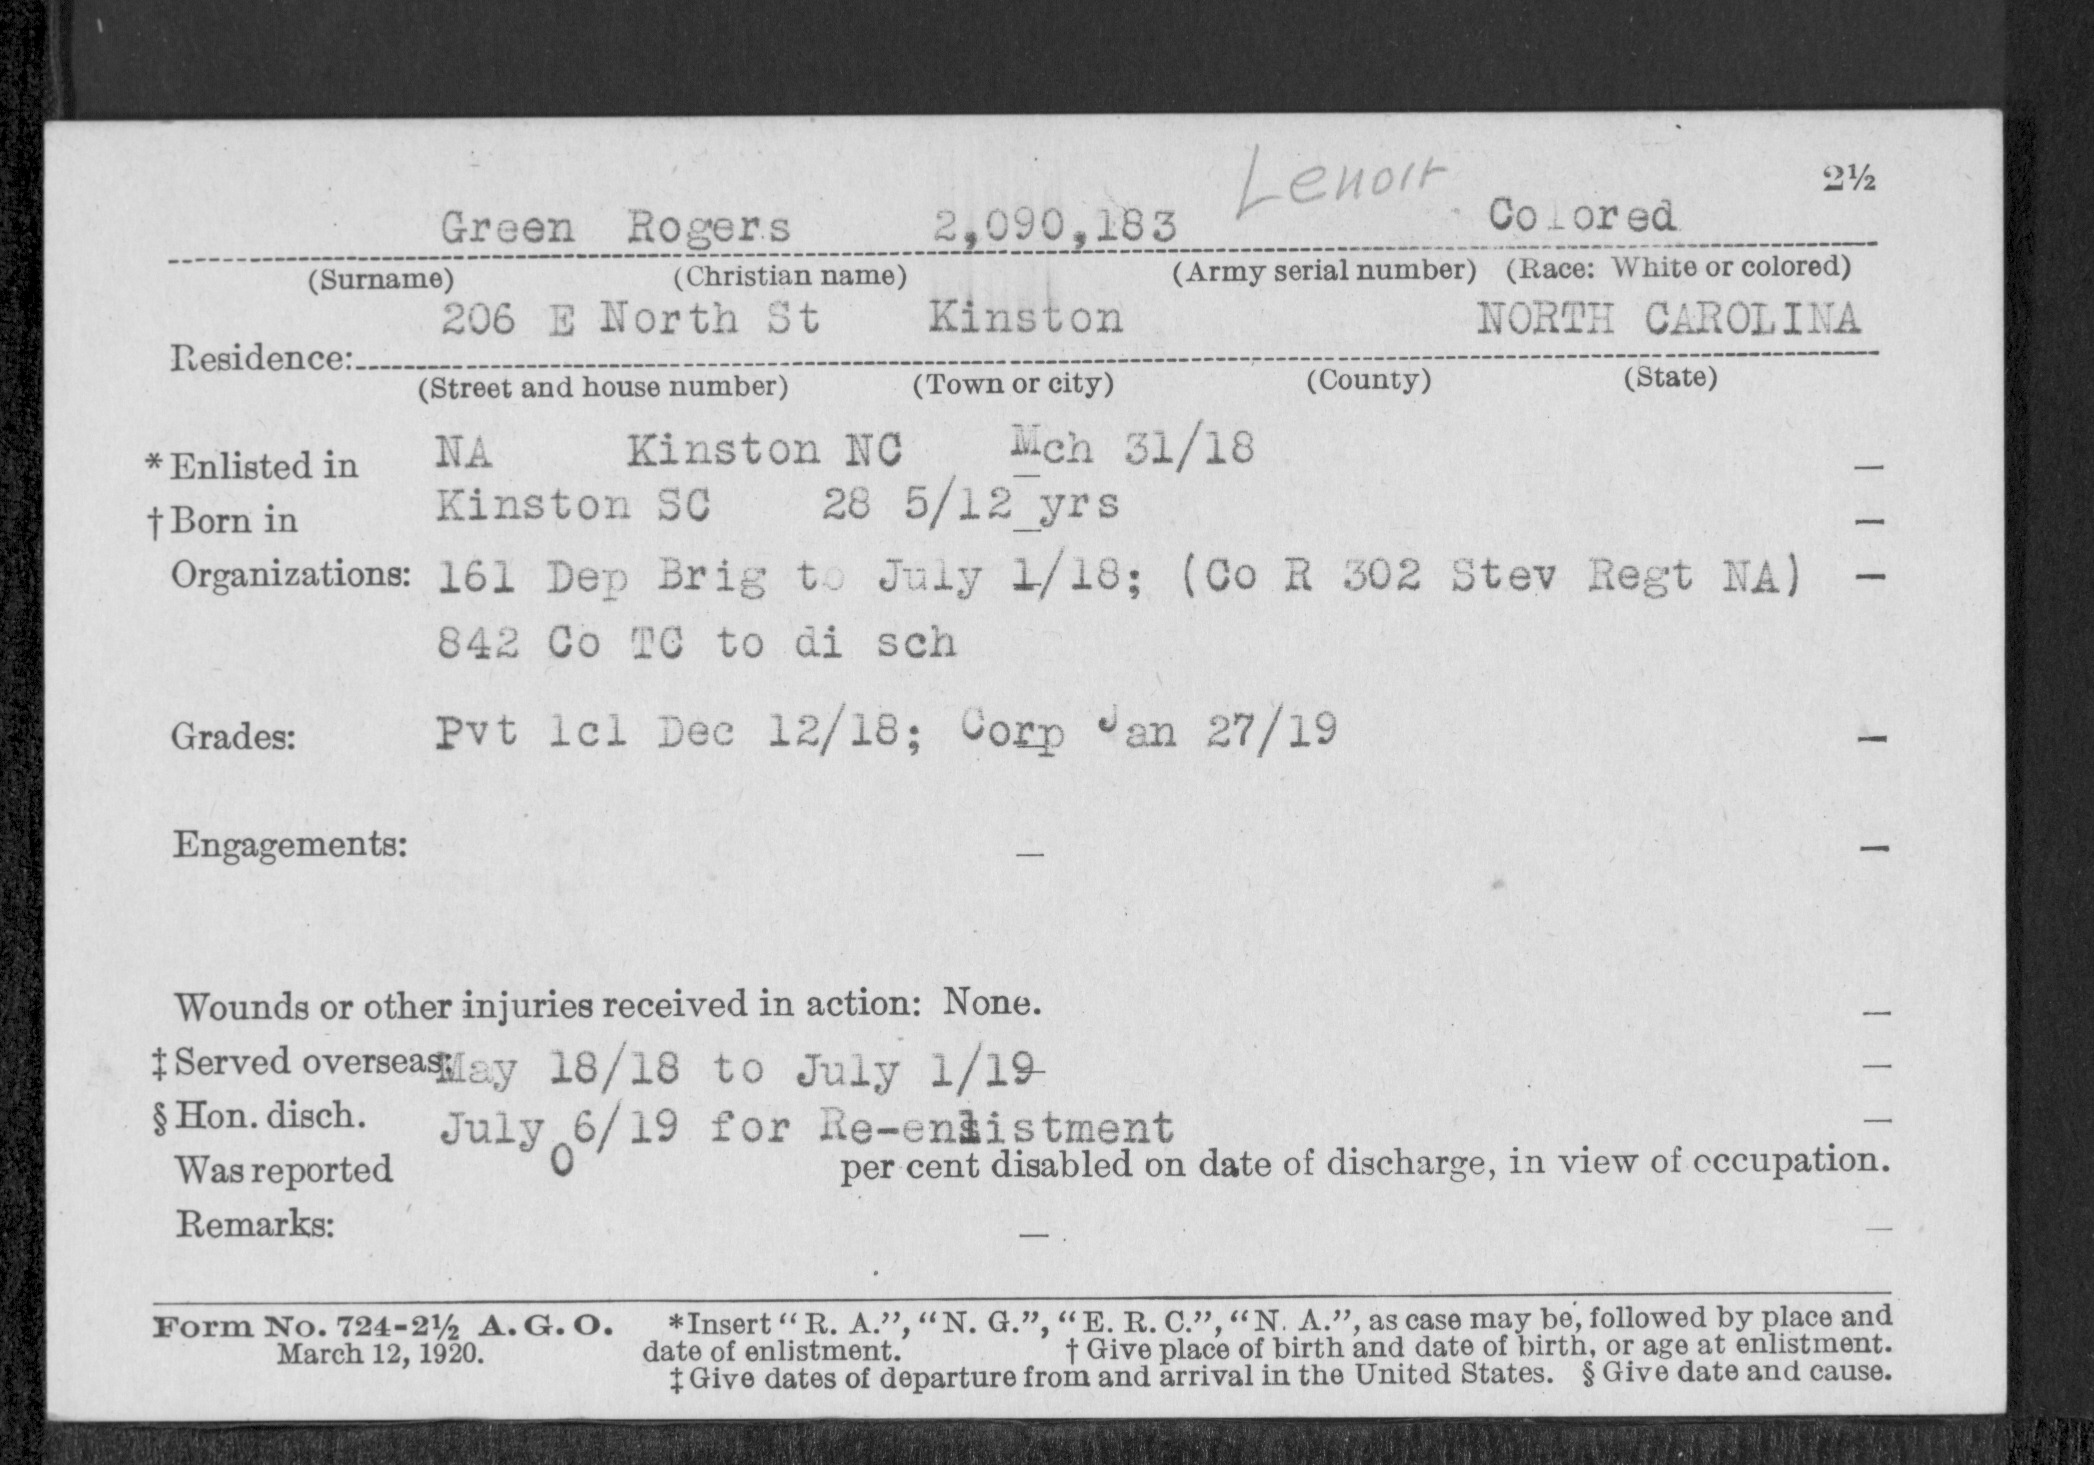 Lenoir 2½
Green Rogers 2,090,183 Colored
(Surname) (Christian name) (Army serial number) (Race: White or colored)
206 E North St Kinston NORTH CAROLINA
Residence:
(Street and house number) (Town or city) (County) (State)
*Enlisted in NA Kinston NC Mch 31/18 —
†Born in Kinston SC 28 5/12 yrs —
Organizations: 161 Dep Brig to July 1/18; (Co R 302 Stev Regt NA) —
842 Co TC to di sch
Grades: Pvt 1cl Dec 12/18; Corp Jan 27/19 —
Engagements: — —
Wounds or other injuries received in action: None. —
‡Served overseas: May 18/18 to July 1/19 —
§Hon. disch. July 6/19 for Re-enlistment —
Was reported 0 per cent disabled on date of discharge, in view of occupation.
Remarks: — —
Form No. 724-2½ A. G. O. *Insert "R. A.", "N. G.", "E. R. C.", "N. A.", as case may be, followed by place and
March 12, 1920. date of enlistment. †Give place of birth and date of birth, or age at enlistment.
‡Give dates of departure from and arrival in the United States. §Give date and cause.